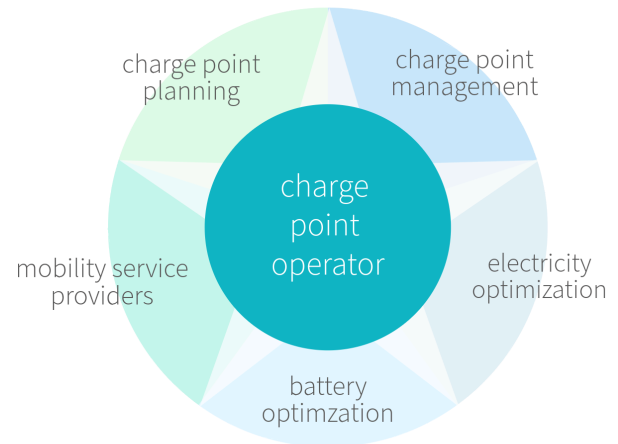 charge point
planning
charge point
management
charge
point
operator
mobility service
providers
electricity
optimization
battery
optimzation